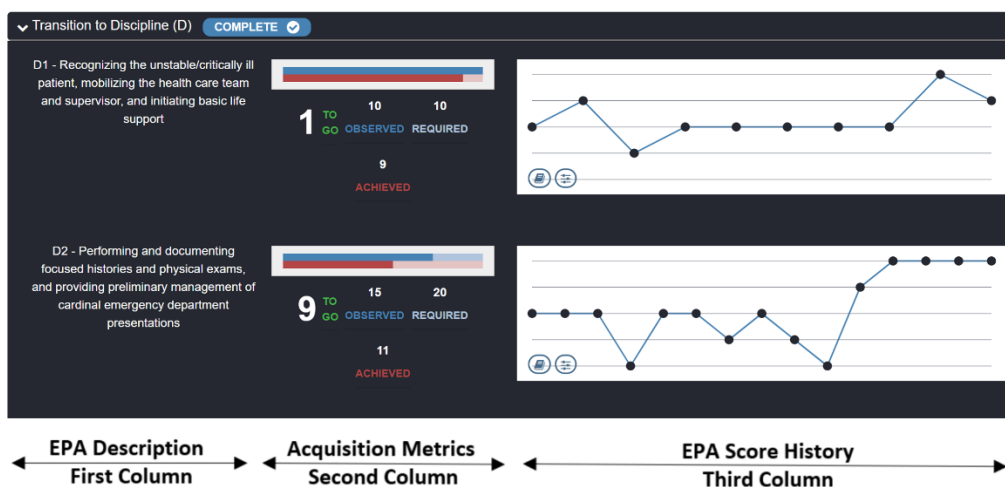 Transition to Discipline (D) COMPLETE
D1 - Recognizing the unstable/critically ill
patient, mobilizing the health care team
and supervisor, and initiating basic life
support
1 TO GO
10 OBSERVED
10 REQUIRED
9
ACHIEVED
D2 - Performing and documenting
focused histories and physical exams,
and providing preliminary management of
cardinal emergency department
presentations
9 TO GO
15 OBSERVED
20 REQUIRED
11
ACHIEVED
EPA Description
First Column
Acquisition Metrics
Second Column
EPA Score History
Third Column